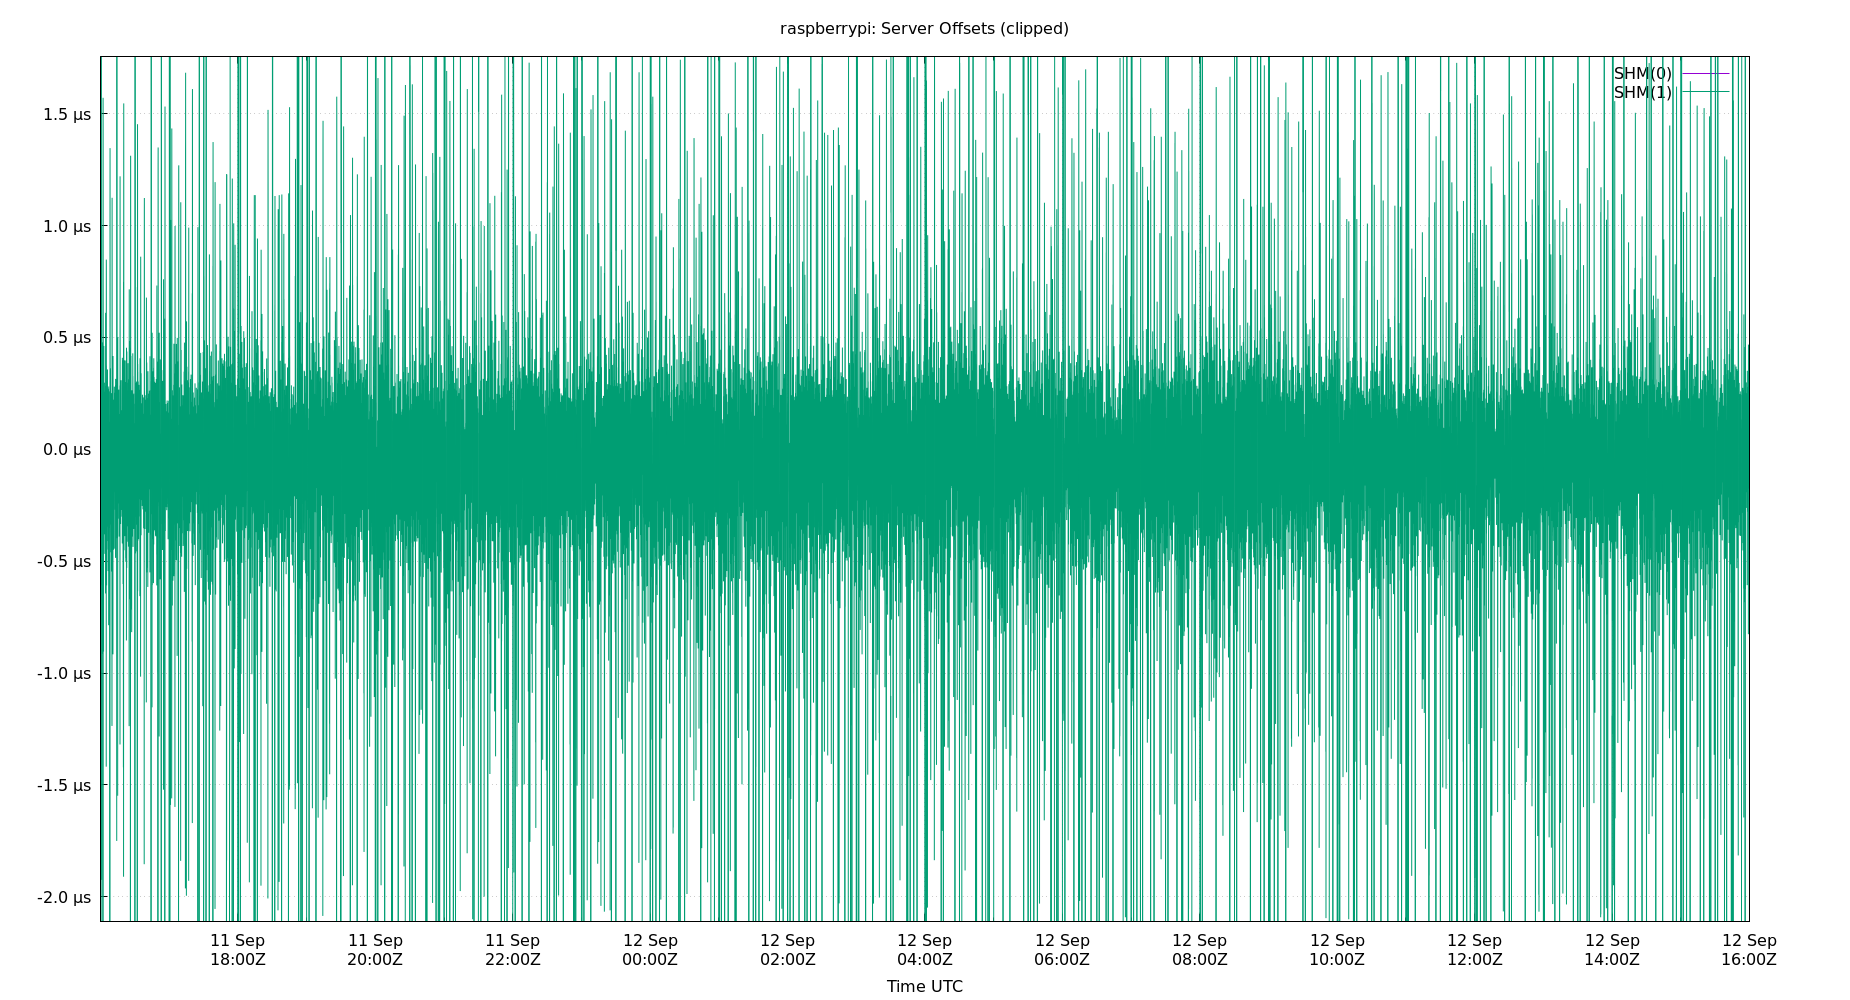 raspberrypi: Server Offsets (clipped)
SHM(0)
SHM(1)
1.5 µs
1.0 µs
0.5 µs
0.0 µs
-0.5 µs
-1.0 µs
-1.5 µs
-2.0 µs
11 Sep 11 Sep 11 Sep 12 Sep 12 Sep 12 Sep 12 Sep 12 Sep 12 Sep 12 Sep 12 Sep 12 Sep
18:00Z 20:00Z 22:00Z 00:00Z 02:00Z 04:00Z 06:00Z 08:00Z 10:00Z 12:00Z 14:00Z 16:00Z
Time UTC